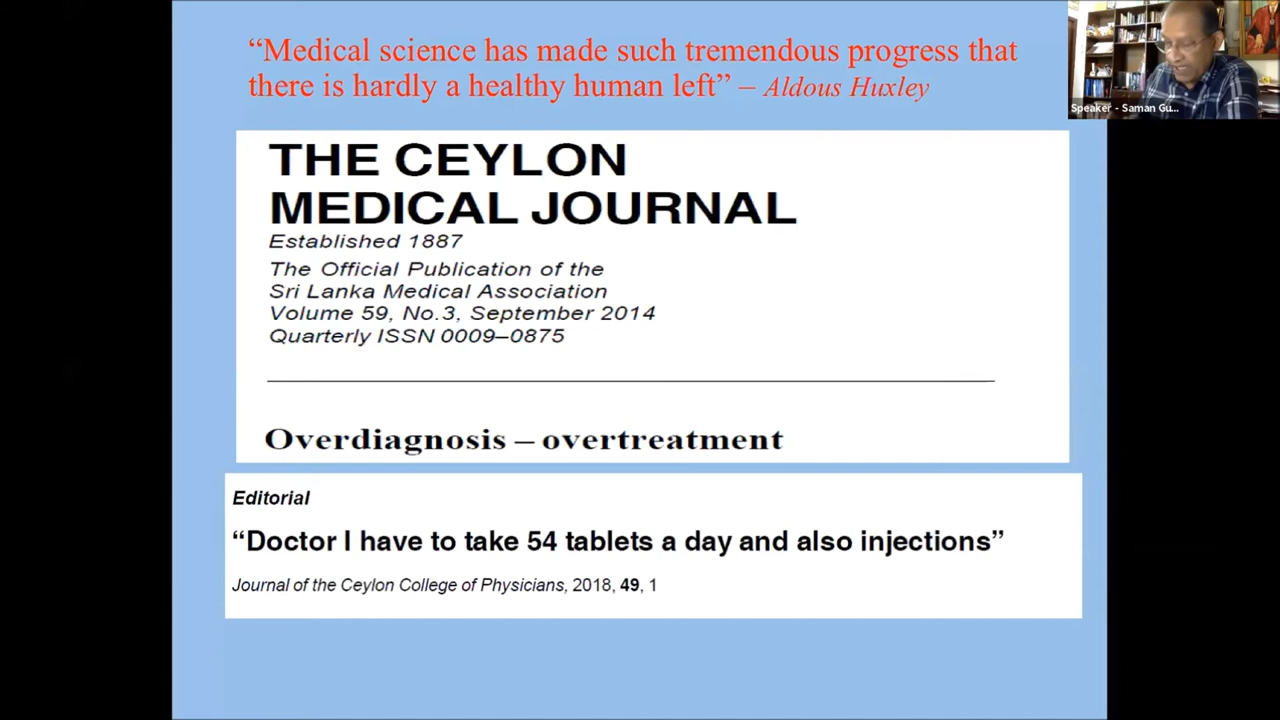 “Medical science has made such tremendous progress that
there is hardly a healthy human left” – Aldous Huxley
Speaker - Saman Gu...
THE CEYLON
MEDICAL JOURNAL
Established 1887
The Official Publication of the
Sri Lanka Medical Association
Volume 59, No.3, September 2014
Quarterly ISSN 0009–0875
Overdiagnosis – overtreatment
Editorial
“Doctor I have to take 54 tablets a day and also injections”
Journal of the Ceylon College of Physicians, 2018, 49, 1